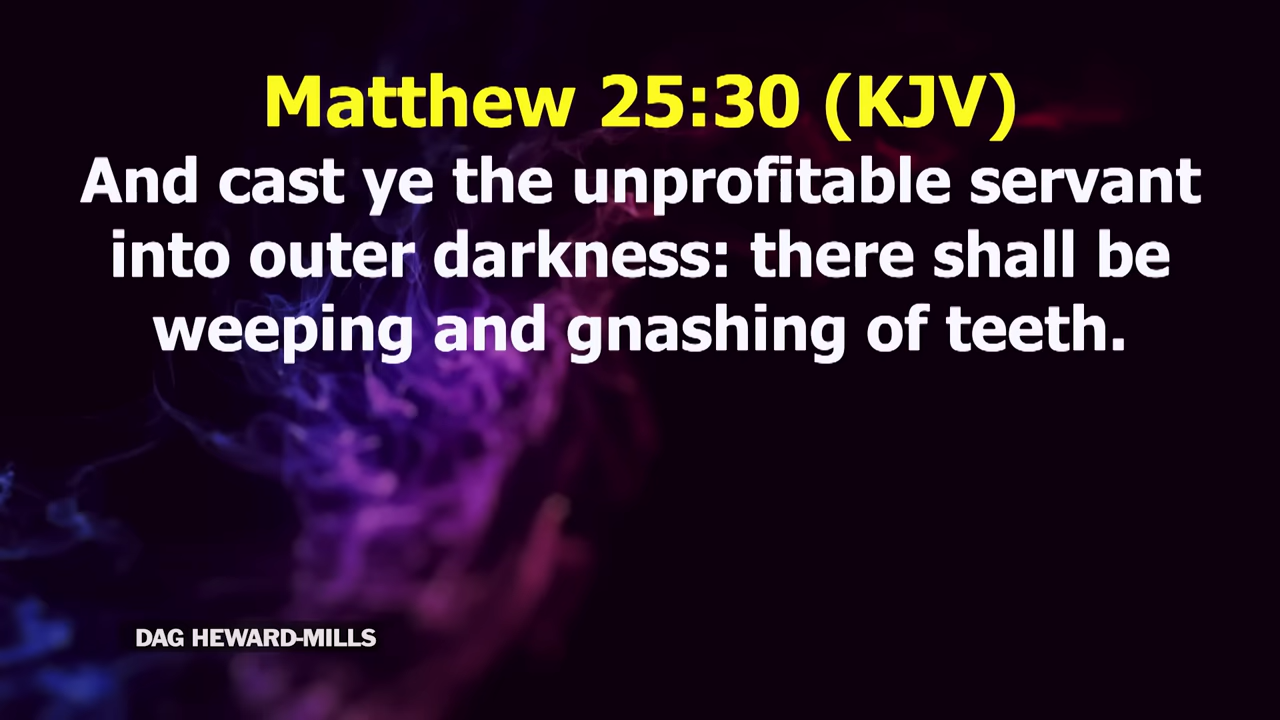 Matthew 25:30 (KJV)
And cast ye the unprofitable servant
into outer darkness: there shall be
weeping and gnashing of teeth.
DAG HEWARD-MILLS